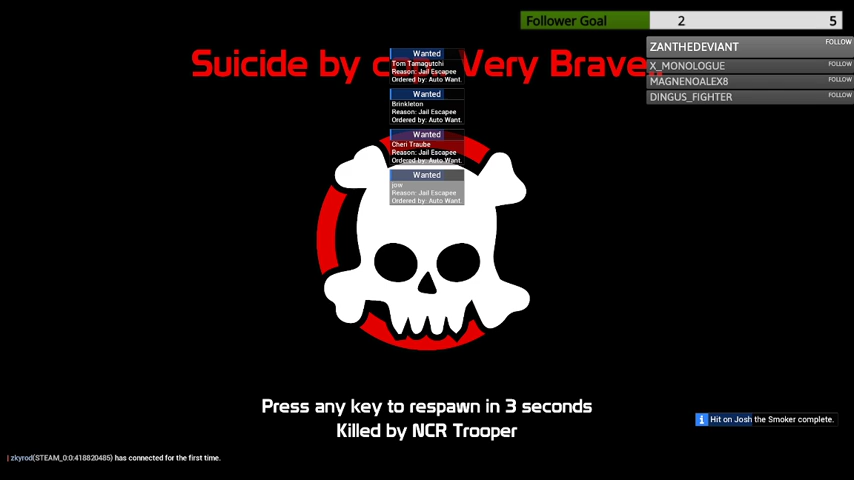 Follower Goal 2 5
ZANTHEDEVIANT FOLLOW
X_MONOLOGUE FOLLOW
MAGNENOALEX8 FOLLOW
DINGUS_FIGHTER FOLLOW
Suicide by Very Brave
Wanted
Tom Tamagutchi
Reason: Jail Escapee
Ordered by: Auto Want.
Wanted
Brinkleton
Reason: Jail Escapee
Ordered by: Auto Want.
Wanted
Cheri Traube
Reason: Jail Escapee
Ordered by: Auto Want.
Wanted
Reason: Jail Escapee
Ordered by: Auto Want.
Press any key to respawn in 3 seconds
Killed by NCR Trooper
Hit on Josh the Smoker complete.
zkyrod(STEAM_0:0:418820485) has connected for the first time.